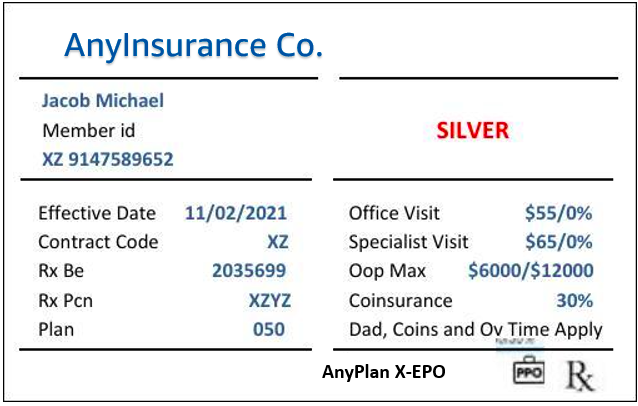 AnyInsurance Co.
Jacob Michael
Member id
XZ 9147589652
SILVER
Effective Date 11/02/2021
Contract Code XZ
Rx Be 2035699
Rx Pcn XZYZ
Plan 050
Office Visit $55/0%
Specialist Visit $65/0%
Oop Max $6000/$12000
Coinsurance 30%
Dad, Coins and Ov Time Apply
AnyPlan X-EPO
PPO
Rx